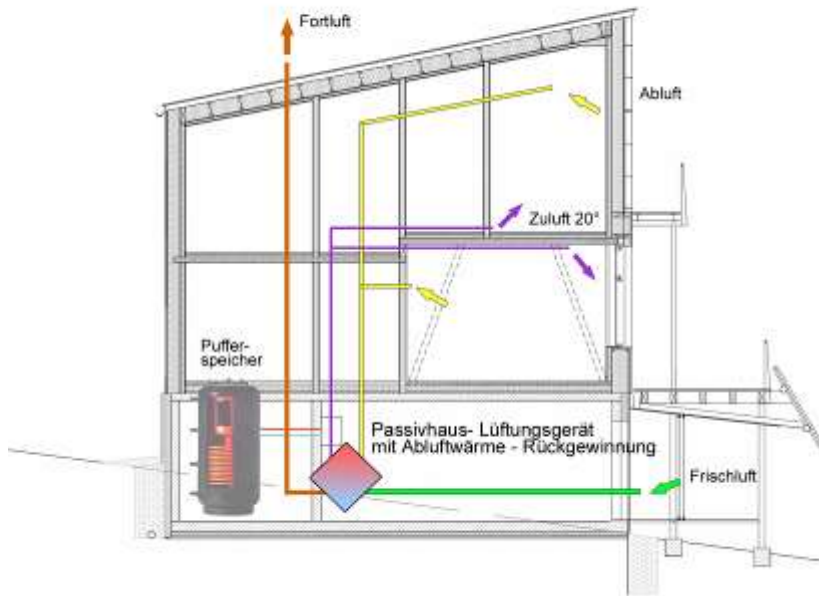 Fortluft
Abluft
Zuluft 20°
Puffer-
speicher
Passivhaus- Lüftungsgerät
mit Abluftwärme - Rückgewinnung
Frischluft